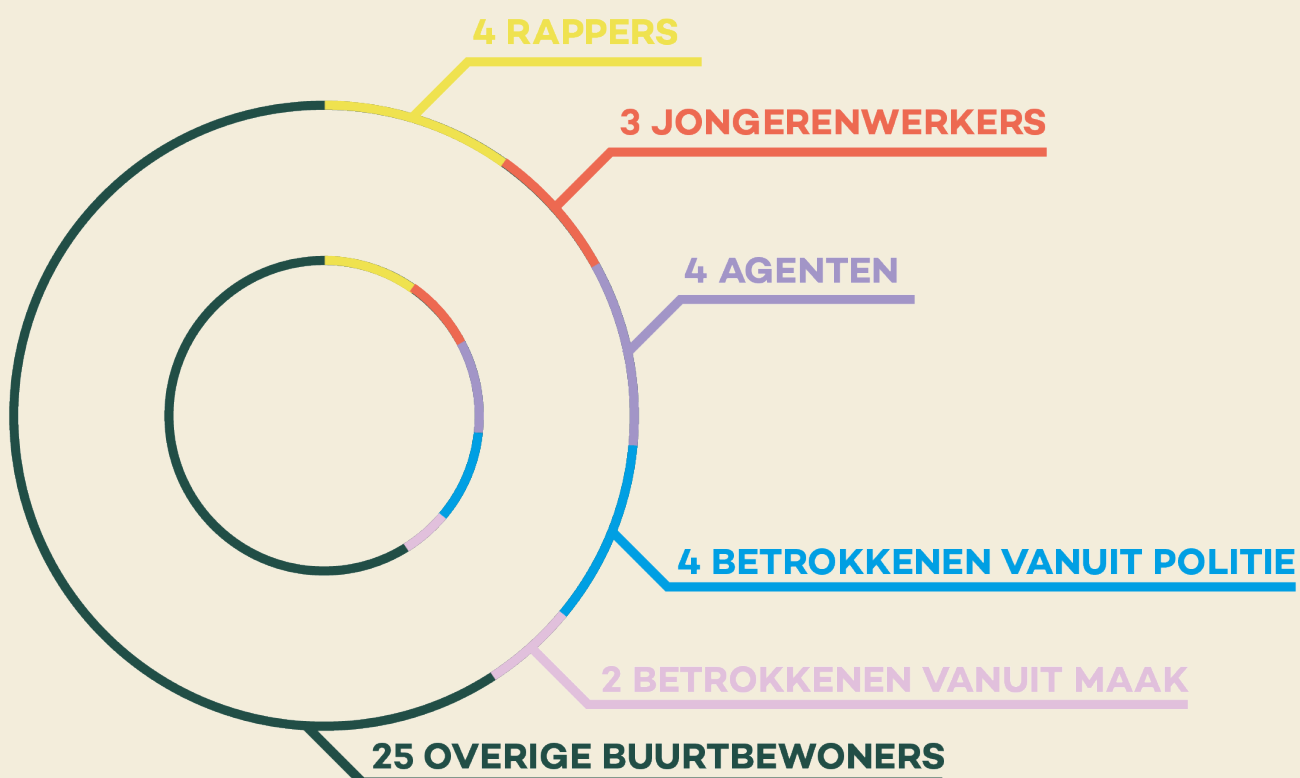 4 RAPPERS
3 JONGERENWERKERS
4 AGENTEN
4 BETROKKENEN VANUIT POLITIE
2 BETROKKENEN VANUIT MAAK
25 OVERIGE BUURTBEWONERS